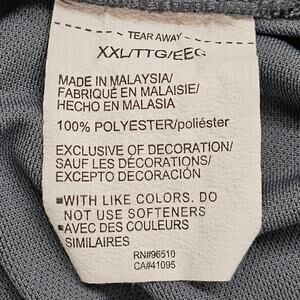 TEAR AWAY
XXL/TTG/EEG
MADE IN MALAYSIA/
FABRIQUÉ EN MALAISIE/
HECHO EN MALASIA
100% POLYESTER/poliéster
EXCLUSIVE OF DECORATION/
SAUF LES DÉCORATIONS/
EXCEPTO DECORACIÓN
▪WITH LIKE COLORS. DO
NOT USE SOFTENERS
▪AVEC DES COULEURS
SIMILAIRES
RN#96510
CA#41095